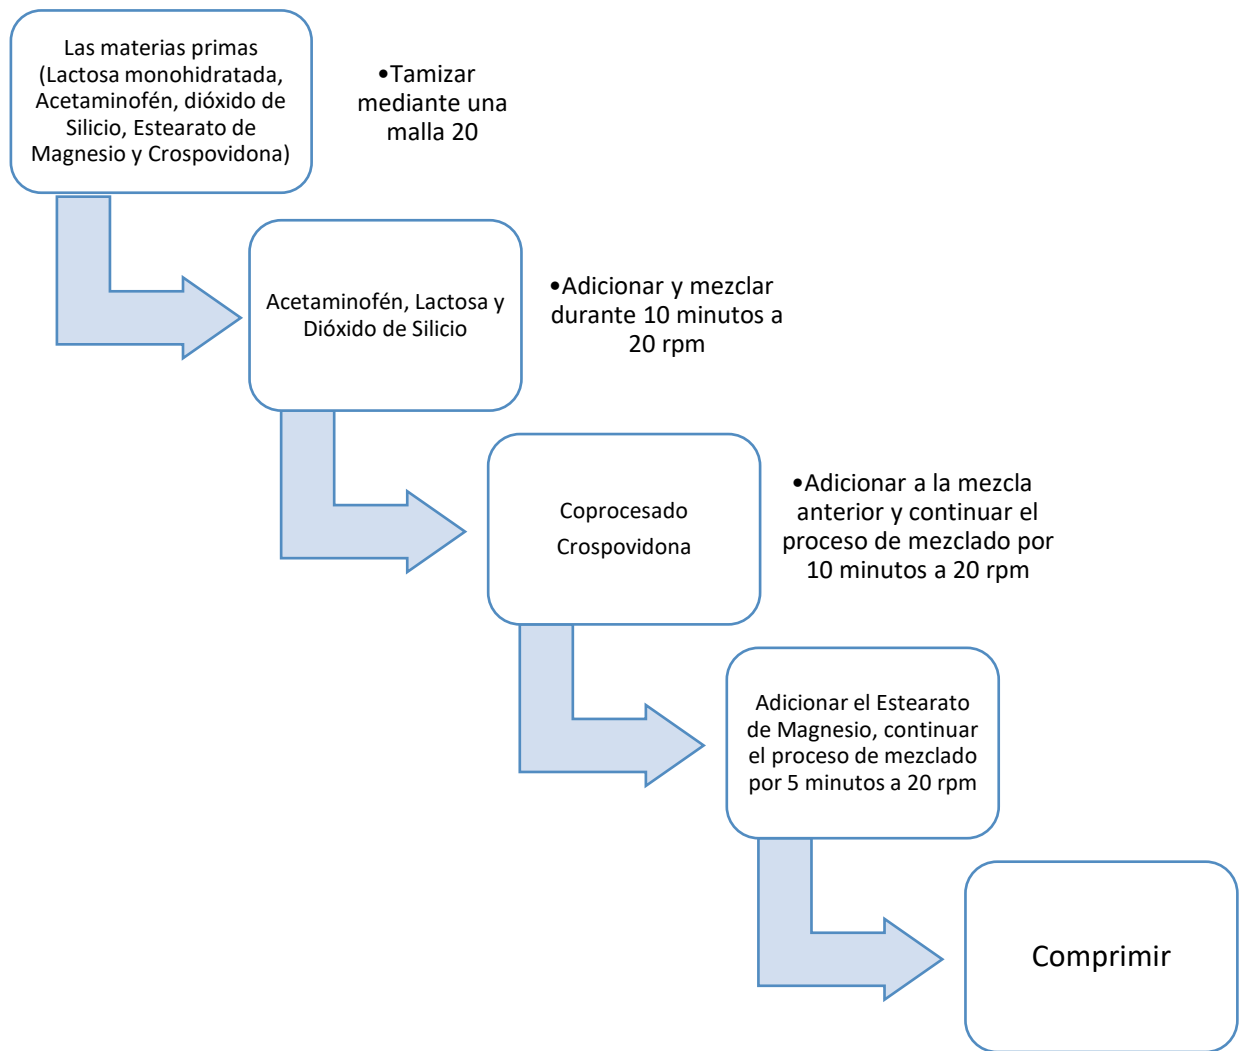 Las materias primas
(Lactosa monohidratada,
Acetaminofén, dióxido de
Silicio, Estearato de
Magnesio y Crospovidona)
•Tamizar
mediante una
malla 20
Acetaminofén, Lactosa y
Dióxido de Silicio
•Adicionar y mezclar
durante 10 minutos a
20 rpm
Coprocesado
Crospovidona
•Adicionar a la mezcla
anterior y continuar el
proceso de mezclado por
10 minutos a 20 rpm
Adicionar el Estearato
de Magnesio, continuar
el proceso de mezclado
por 5 minutos a 20 rpm
Comprimir